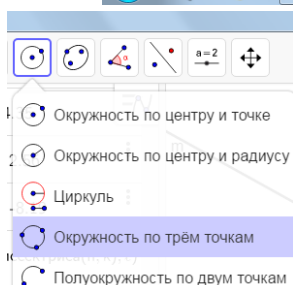 a=2
Окружность по центру и точке
Окружность по центру и радиусу
Циркуль
Окружность по трём точкам
Полуокружность по двум точкам